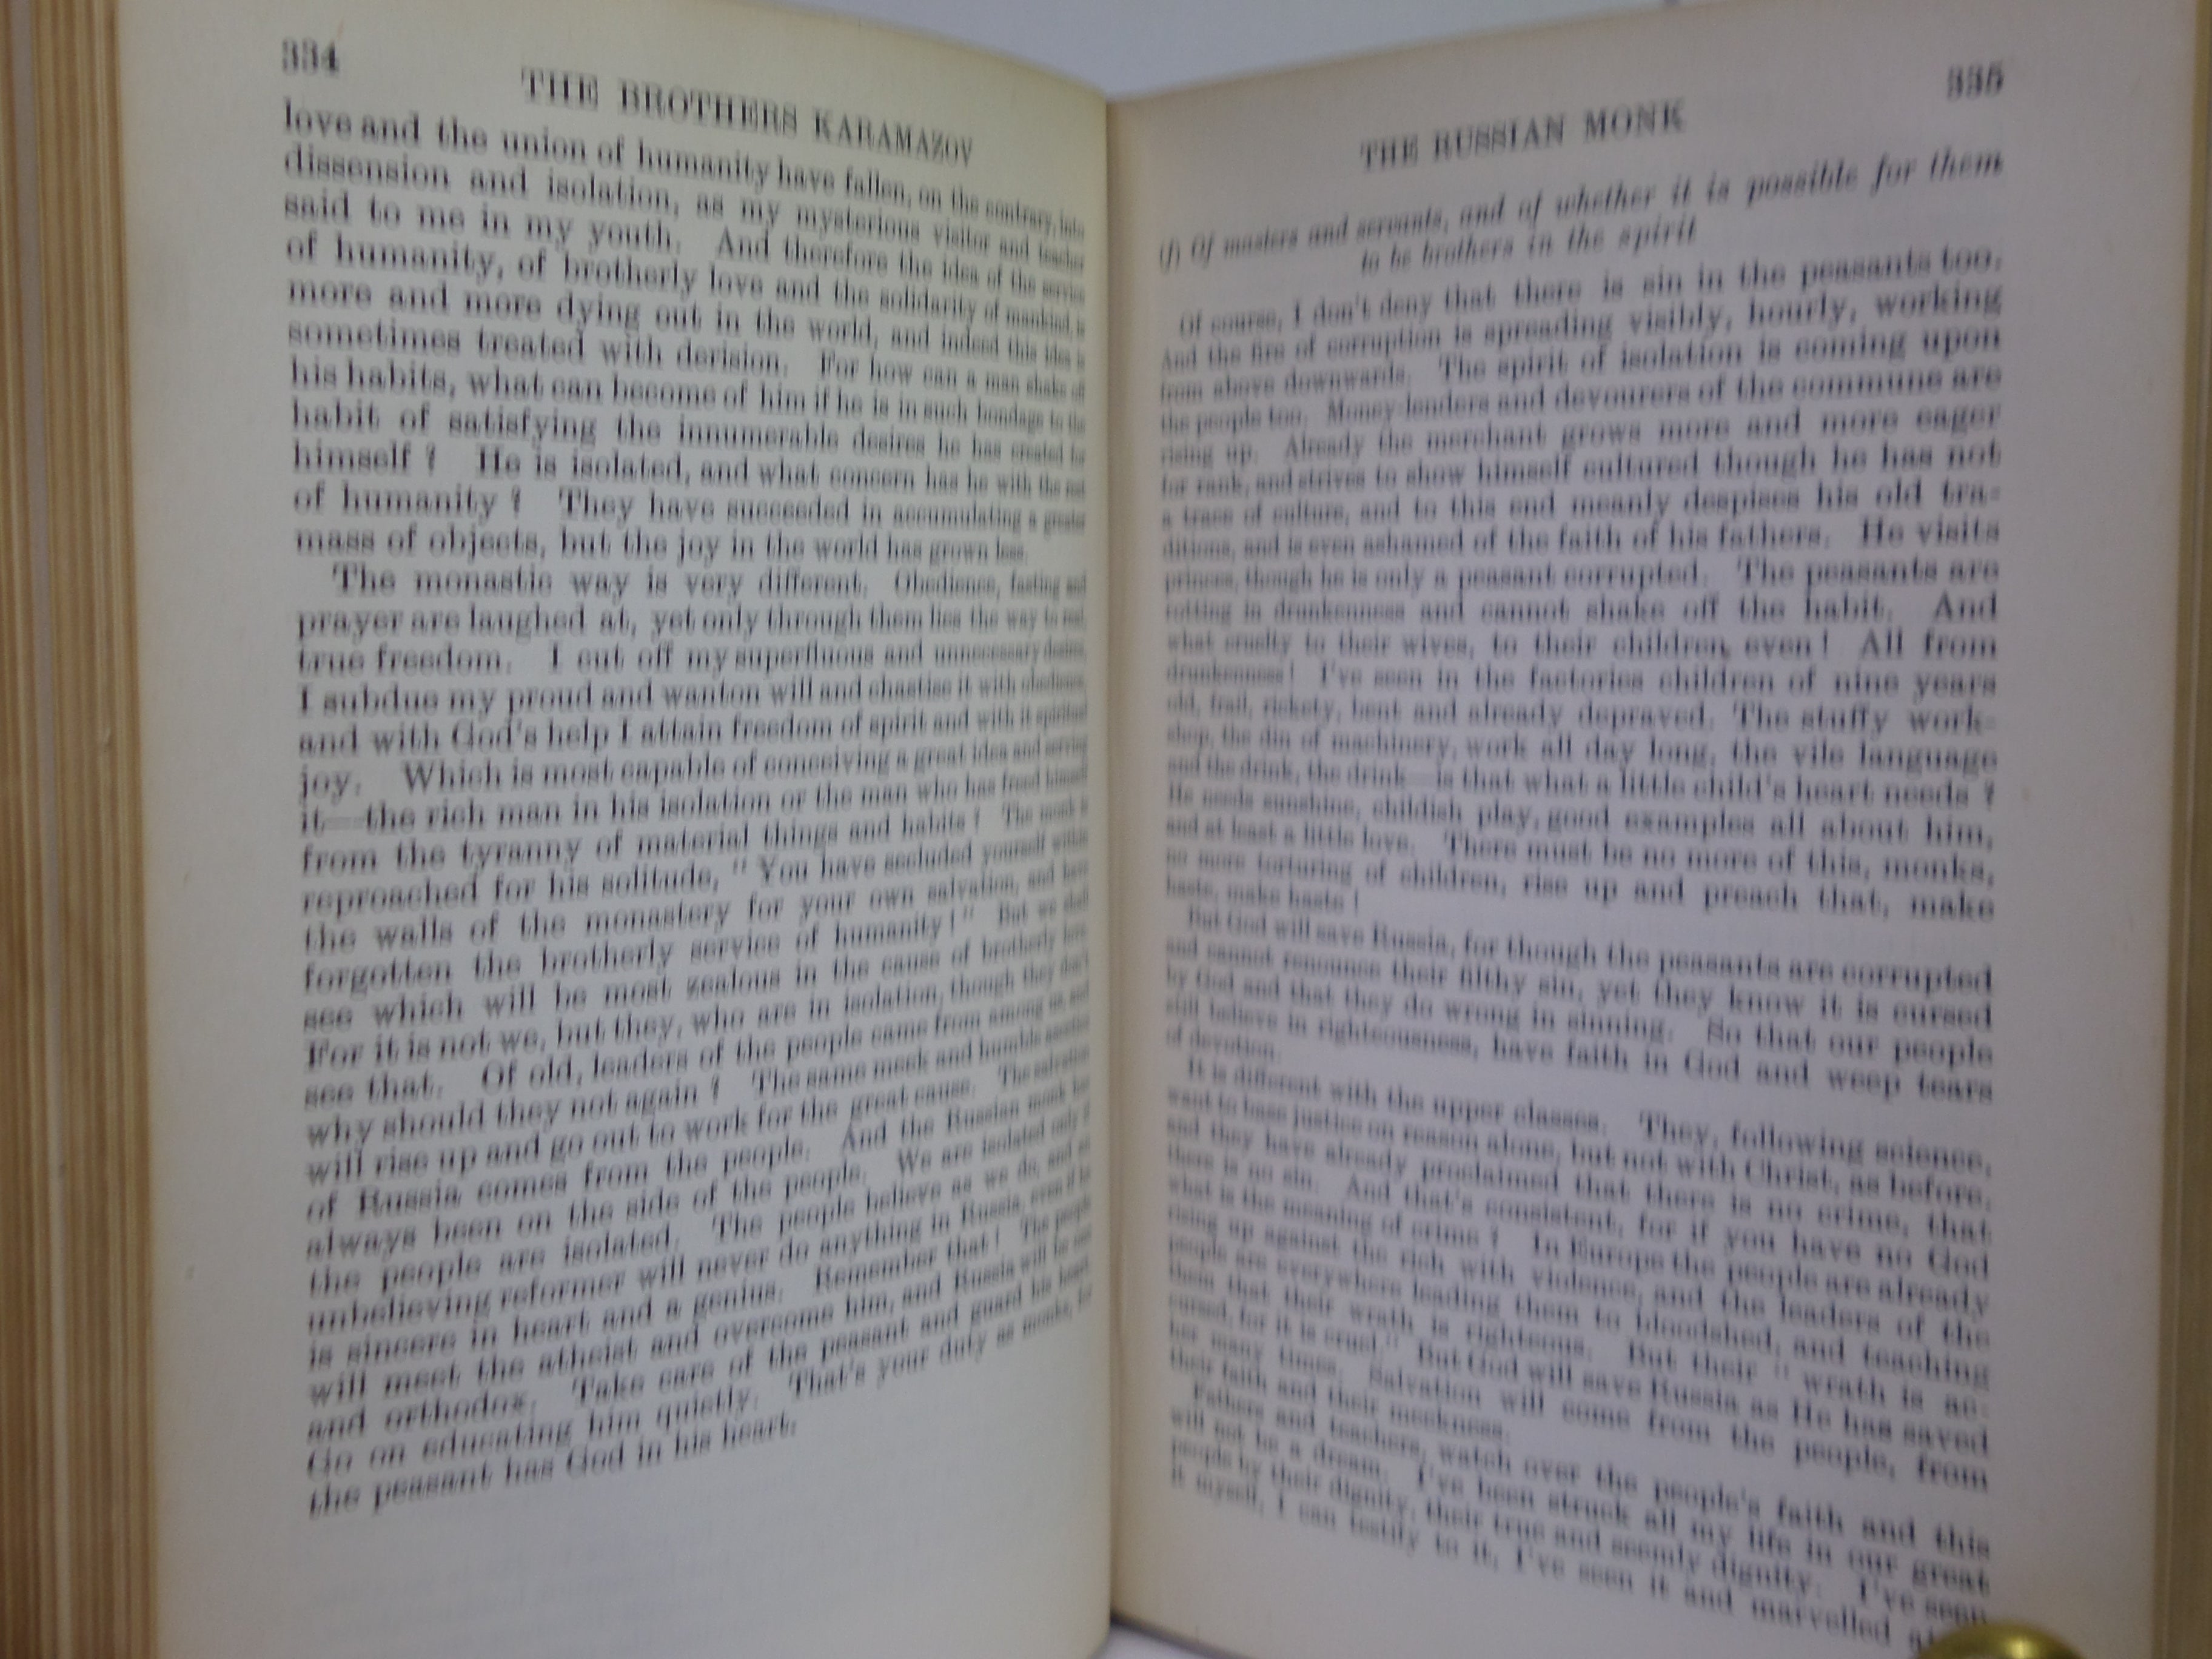 334
THE BROTHERS KARAMAZOV
love and the union of humanity have fallen, on the contrary, into
dissension and isolation, as my mysterious visitor and teacher
said to me in my youth. And therefore the idea of the service
of humanity, of brotherly love and the solidarity of mankind, is
more and more dying out in the world, and indeed this idea is
sometimes treated with derision. For how can a man shake off
his habits, what can become of him if he is in such bondage to the
habit of satisfying the innumerable desires he has created for
himself? He is isolated, and what concern has he with the rest
of humanity? They have succeeded in accumulating a greater
mass of objects, but the joy in the world has grown less.
The monastic way is very different. Obedience, fasting and
prayer are laughed at, yet only through them lies the way to real,
true freedom. I cut off my superfluous and unnecessary desires,
I subdue my proud and wanton will and chastise it with obedience,
and with God's help I attain freedom of spirit and with it spiritual
joy. Which is most capable of conceiving a great idea and serving
it—the rich man in his isolation or the man who has freed himself
from the tyranny of material things and habits? The monk is
reproached for his solitude, "You have secluded yourself within
the walls of the monastery for your own salvation, and have
forgotten the brotherly service of humanity!" But we shall
see which will be most zealous in the cause of brotherly love.
For it is not we, but they, who are in isolation, though they don't
see that. Of old, leaders of the people came from among us, and
why should they not again? The same meek and humble ascetics
will rise up and go out to work for the great cause. The salvation
of Russia comes from the people. And the Russian monk has
always been on the side of the people. We are isolated only if
the people are isolated. The people believe as we do, and an
unbelieving reformer will never do anything in Russia, even if he
is sincere in heart and a genius. Remember that! The people
will meet the atheist and overcome him, and Russia will be one
and orthodox. Take care of the peasant and guard his heart.
Go on educating him quietly. That's your duty as monks, for
the peasant has God in his heart.
335
THE RUSSIAN MONK
(f) Of masters and servants, and of whether it is possible for them
to be brothers in the spirit
Of course, I don't deny that there is sin in the peasants too.
And the fire of corruption is spreading visibly, hourly, working
from above downwards. The spirit of isolation is coming upon
the people too. Money-lenders and devourers of the commune are
rising up. Already the merchant grows more and more eager
for rank, and strives to show himself cultured though he has not
a trace of culture, and to this end meanly despises his old tra-
ditions, and is even ashamed of the faith of his fathers. He visits
princes, though he is only a peasant corrupted. The peasants are
rotting in drunkenness and cannot shake off the habit. And
what cruelty to their wives, to their children even! All from
drunkenness! I've seen in the factories children of nine years
old, frail, rickety, bent and already depraved. The stuffy work-
shop, the din of machinery, work all day long, the vile language
and the drink, the drink—is that what a little child's heart needs?
He needs sunshine, childish play, good examples all about him,
and at least a little love. There must be no more of this, monks,
no more torturing of children, rise up and preach that, make
haste, make haste!
But God will save Russia, for though the peasants are corrupted
and cannot renounce their filthy sin, yet they know it is cursed
by God and that they do wrong in sinning. So that our people
still believe in righteousness, have faith in God and weep tears
of devotion.
It is different with the upper classes. They, following science,
want to base justice on reason alone, but not with Christ, as before,
and they have already proclaimed that there is no crime, that
there is no sin. And that's consistent, for if you have no God
what is the meaning of crime? In Europe the people are already
rising up against the rich with violence, and the leaders of the
people are everywhere leading them to bloodshed, and teaching
them that their wrath is righteous. But their "wrath is ac-
cursed, for it is cruel." But God will save Russia as He has saved
her many times. Salvation will come from the people, from
their faith and their meekness.
Fathers and teachers, watch over the people's faith and this
will not be a dream. I've been struck all my life in our great
people by their dignity, their true and seemly dignity. I've seen
it myself, I can testify to it, I've seen it and marvelled at